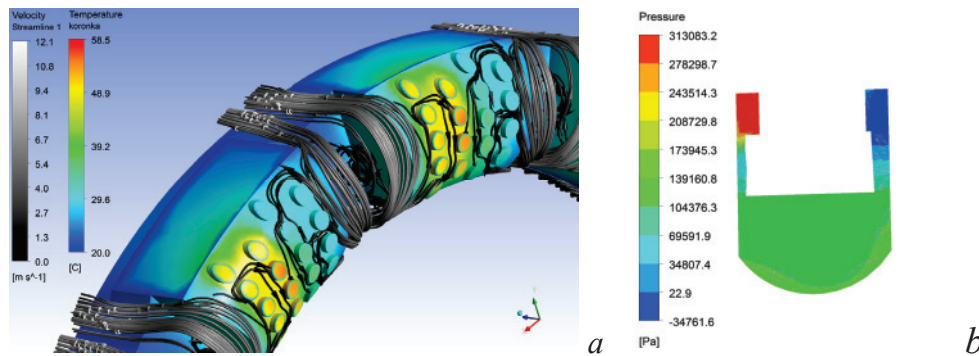 Velocity
Streamline 1
12.1
10.8
9.4
8.1
6.7
5.4
4.0
2.7
1.3
0.0
[m s^-1]
Temperature
koronka
58.5
48.9
39.2
29.6
20.0
[C]
a
Pressure
313083.2
278298.7
243514.3
208729.8
173945.3
139160.8
104376.3
69591.9
34807.4
22.9
-34761.6
[Pa]
b